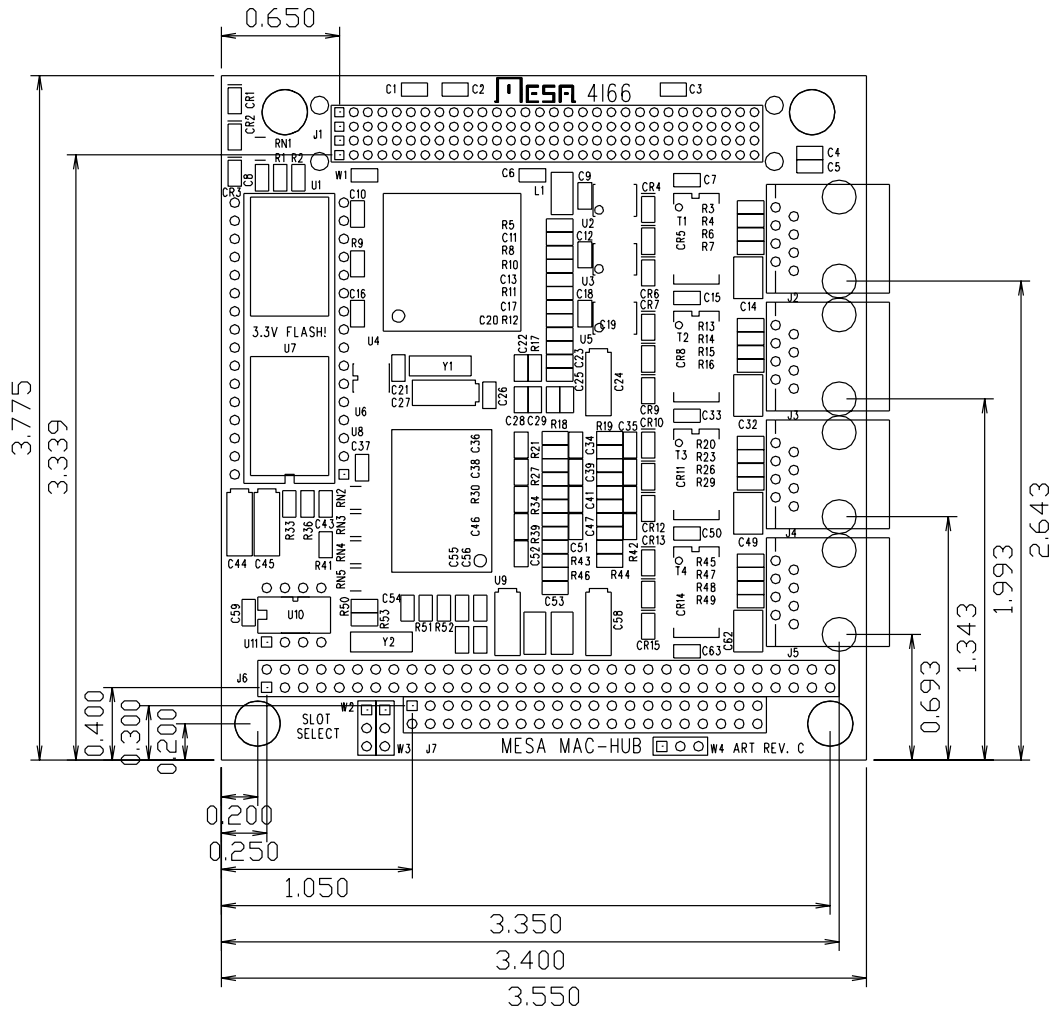 0.650
C1 C2 MESA 4I66 C3
CR1
CR2
RN1
J1
C4
C5
R1 R2
C8
CR3
U1
W1
C6
L1
C9
CR4
C7
C10
R9
C16
R5
C11
R8
R10
C13
R11
C17
C20 R12
U2
C12
U3
C18
C19
U5
T1
CR5
R3
R4
R6
R7
CR6
CR7
C15
C14
J2
3.3V FLASH!
U7
U4
C21
Y1
C27
C26
C22
R17
C23
C25
C24
T2
CR8
R13
R14
R15
R16
CR9
CR10
C33
C32
J3
U6
U8
C37
C28
C29
R18
R19
C35
C36
C38
R30
C46
C55
C56
R21
R27
R34
R39
C52
C34
C39
C41
C47
C51
R42
R43
R44
R46
T3
CR11
R20
R23
R26
R29
CR12
CR13
C50
C49
J4
C44 C45
R33
R36
C43
R41
RN2
RN3
RN4
RN5
C59
U10
U11
R50
R53
C54
R51 R52
Y2
U9
C53
C58
T4
CR14
R45
R47
R48
R49
CR15
C63
C62
J5
J6
W2
SLOT
SELECT
W3
J7
MESA MAC-HUB
W4 ART REV. C
3.775
3.339
0.400
0.300
0.200
2.643
1.993
1.343
0.693
0.200
0.250
1.050
3.350
3.400
3.550